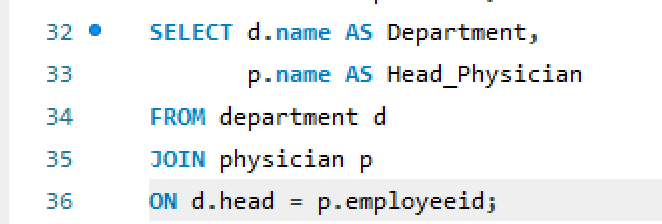 32 SELECT d.name AS Department,
33 p.name AS Head_Physician
34 FROM department d
35 JOIN physician p
36 ON d.head = p.employeeid;